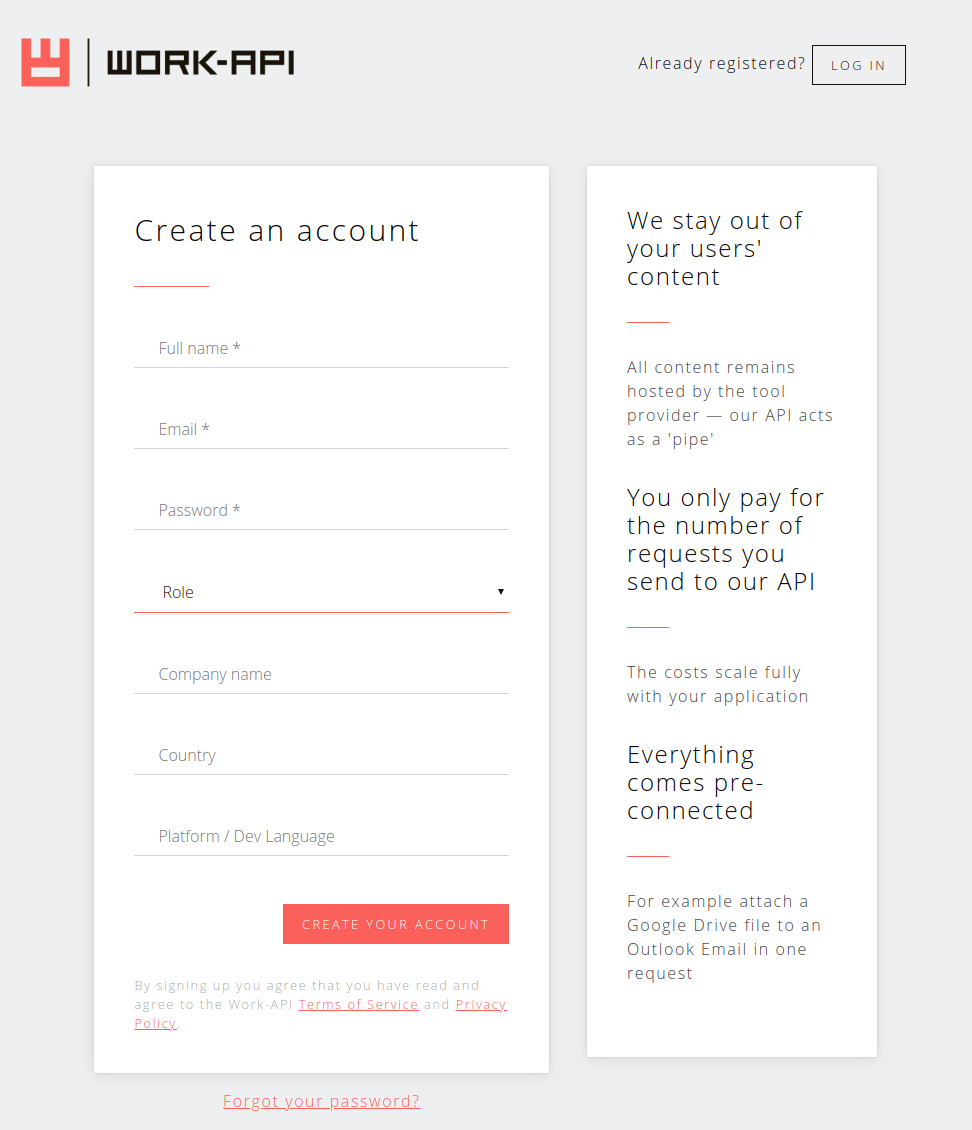 WORK-API
Already registered?
LOG IN
Create an account
Full name *
Email *
Password *
Role
Company name
Country
Platform / Dev Language
CREATE YOUR ACCOUNT
By signing up you agree that you have read and
agree to the Work-API Terms of Service and Privacy
Policy.
Forgot your password?
We stay out of
your users'
content
All content remains
hosted by the tool
provider — our API acts
as a 'pipe'
You only pay for
the number of
requests you
send to our API
The costs scale fully
with your application
Everything
comes pre-
connected
For example attach a
Google Drive file to an
Outlook Email in one
request